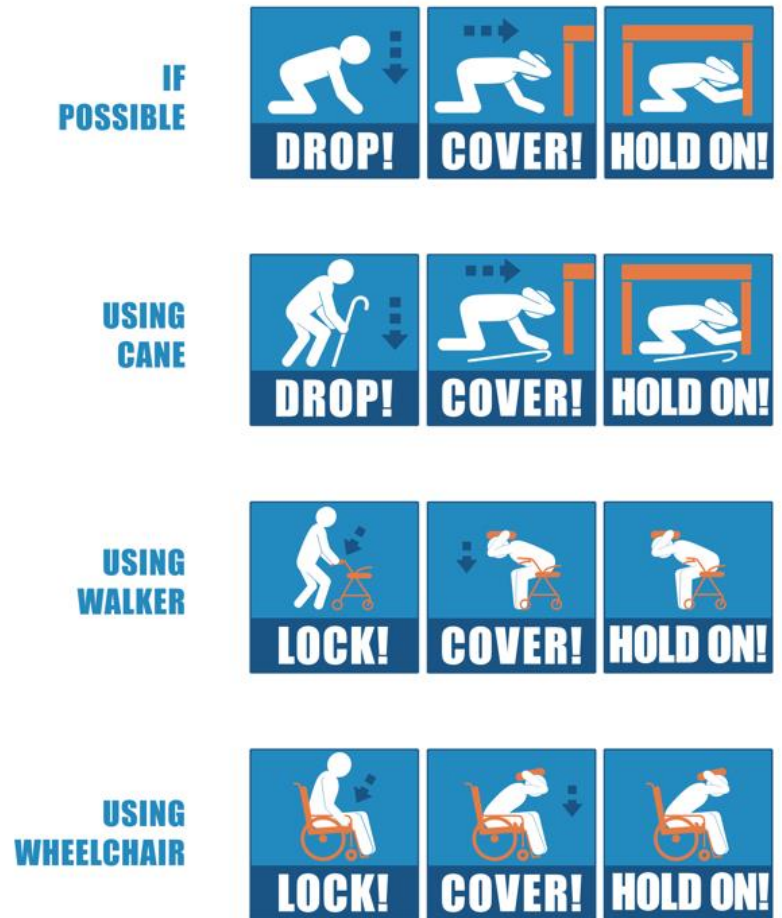 IF
POSSIBLE
DROP!
COVER!
HOLD ON!
USING
CANE
DROP!
COVER!
HOLD ON!
USING
WALKER
LOCK!
COVER!
HOLD ON!
USING
WHEELCHAIR
LOCK!
COVER!
HOLD ON!